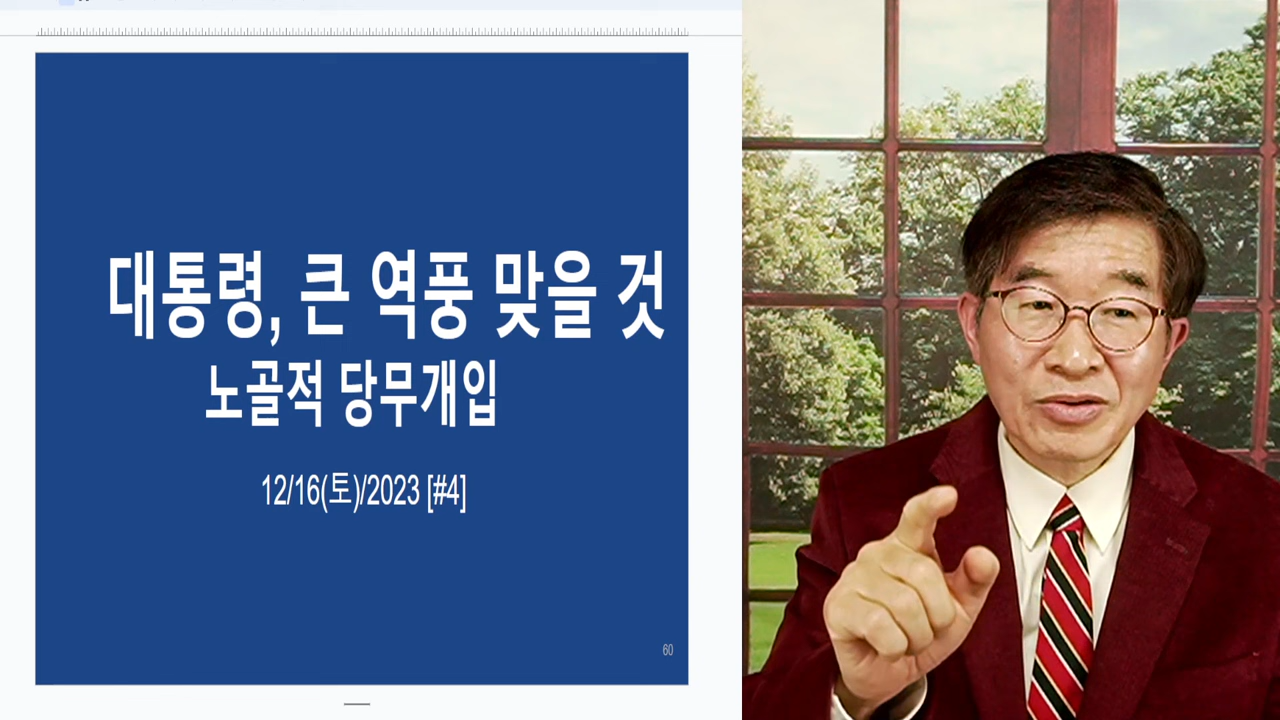 대통령, 큰 역풍 맞을 것
노골적 당무개입
12/16(토)/2023 [#4]
60